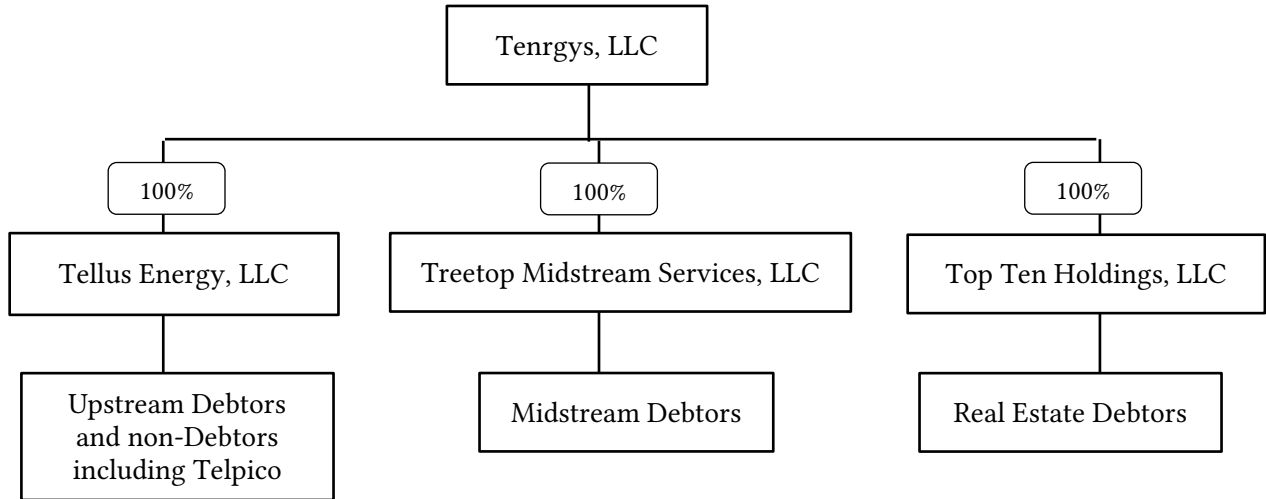 Tenrgys, LLC
100%
100%
100%
Tellus Energy, LLC
Treetop Midstream Services, LLC
Top Ten Holdings, LLC
Upstream Debtors
and non-Debtors
including Telpico
Midstream Debtors
Real Estate Debtors